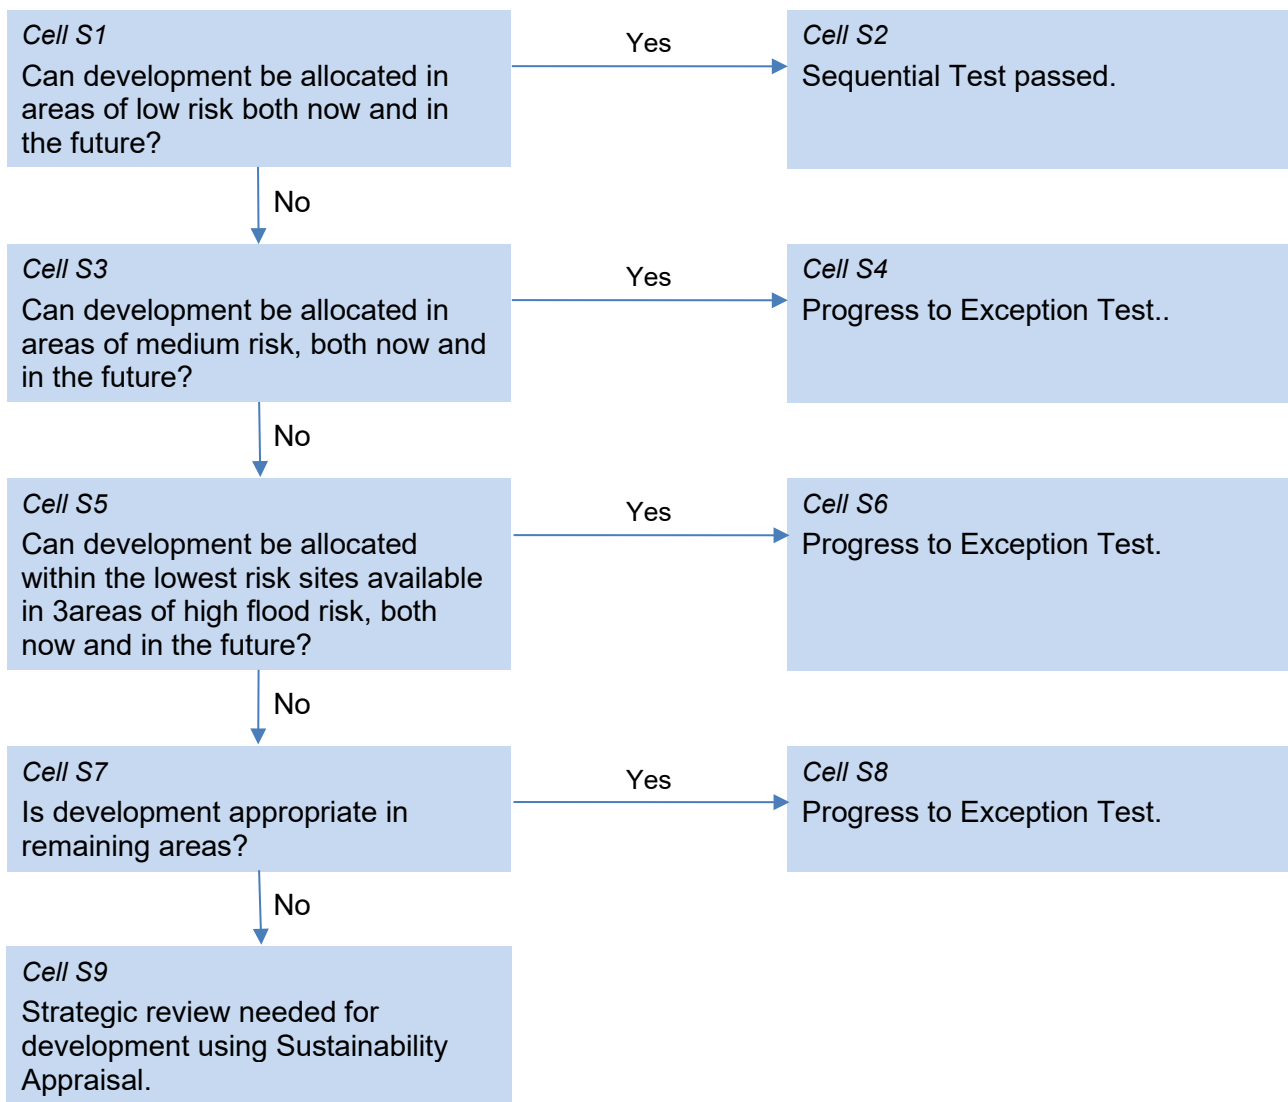 Cell S1
Can development be allocated in
areas of low risk both now and in
the future?
Yes
Cell S2
Sequential Test passed.
No
Cell S3
Can development be allocated in
areas of medium risk, both now and
in the future?
Yes
Cell S4
Progress to Exception Test..
No
Cell S5
Can development be allocated
within the lowest risk sites available
in 3areas of high flood risk, both
now and in the future?
Yes
Cell S6
Progress to Exception Test.
No
Cell S7
Is development appropriate in
remaining areas?
Yes
Cell S8
Progress to Exception Test.
No
Cell S9
Strategic review needed for
development using Sustainability
Appraisal.